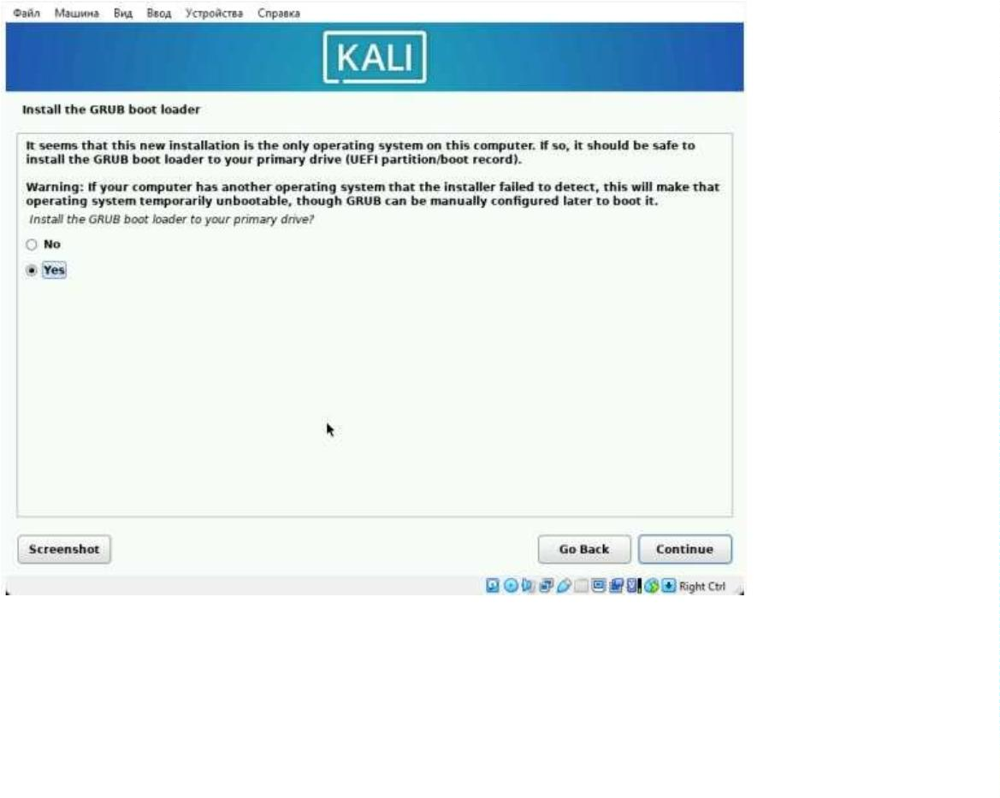 Файл Машина Вид Ввод Устройства Справка
KALI
Install the GRUB boot loader
It seems that this new installation is the only operating system on this computer. If so, it should be safe to
install the GRUB boot loader to your primary drive (UEFI partition/boot record).
Warning: If your computer has another operating system that the installer failed to detect, this will make that
operating system temporarily unbootable, though GRUB can be manually configured later to boot it.
Install the GRUB boot loader to your primary drive?
No
Yes
Screenshot Go Back Continue
Right Ctrl